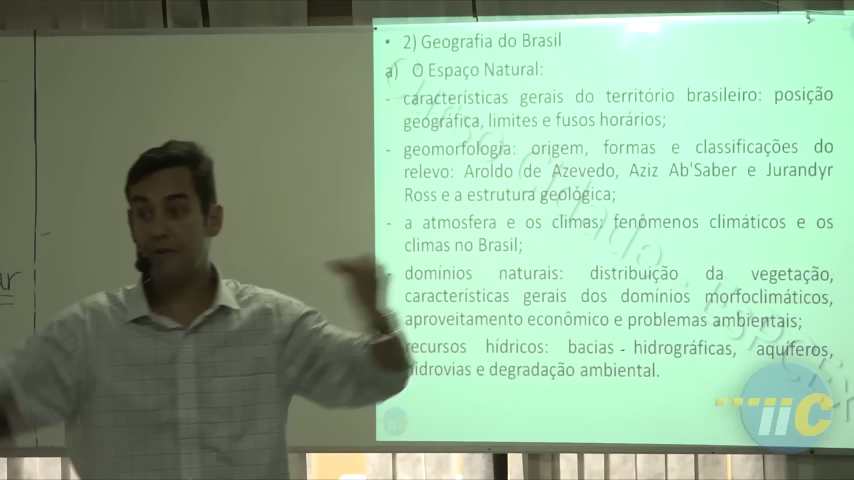 • 2) Geografia do Brasil
a) O Espaço Natural:
- características gerais do território brasileiro: posição
geográfica, limites e fusos horários;
- geomorfologia: origem, formas e classificações do
relevo: Aroldo de Azevedo, Aziz Ab'Saber e Jurandyr
Ross e a estrutura geológica;
- a atmosfera e os climas: fenômenos climáticos e os
climas no Brasil;
- domínios naturais: distribuição da vegetação,
características gerais dos domínios morfoclimáticos,
aproveitamento econômico e problemas ambientais;
recursos hídricos: bacias - hidrográficas, aquíferos,
hidrovias e degradação ambiental.
iiC